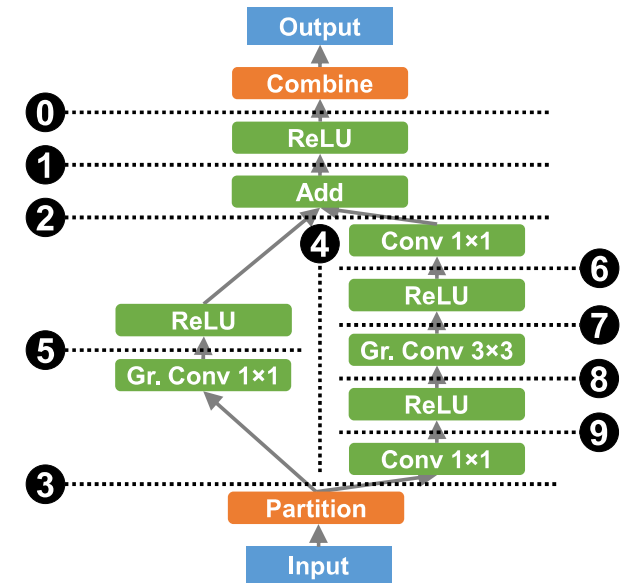 Output
Combine
0
ReLU
1
Add
2
4
Conv 1×1
6
ReLU
ReLU
7
5
Gr. Conv 3×3
Gr. Conv 1×1
8
ReLU
9
Conv 1×1
3
Partition
Input